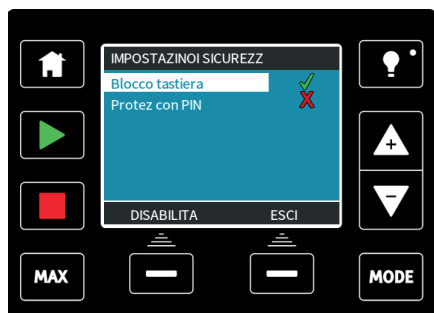 IMPOSTAZINOI SICUREZZ
Blocco tastiera
Protez con PIN
DISABILITA ESCI
MAX
MODE